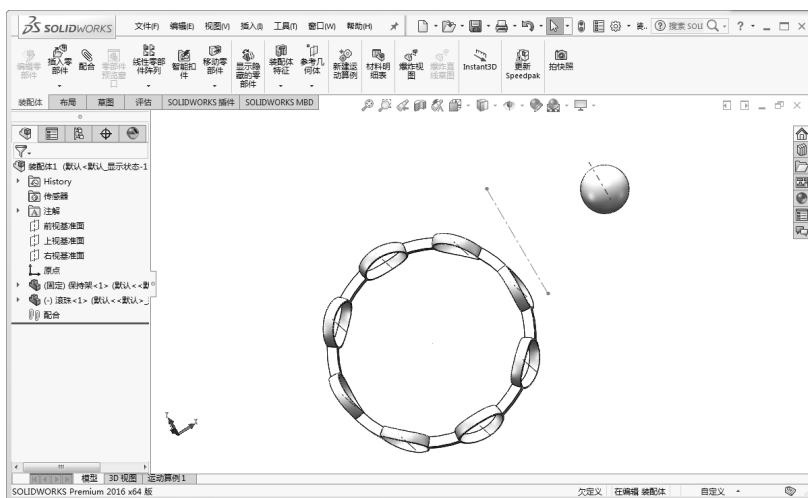 SOLIDWORKS 文件(F) 编辑(E) 视图(V) 插入(I) 工具(T) 窗口(W) 帮助(H) 装.. 搜索 SOLI
编辑零部件 插入零部件 配合 零部件预览窗口 线性零部件阵列 智能扣件 移动零部件 显示隐藏的零部件 装配体特征 参考几何体 新建运动算例 材料明细表 爆炸视图 爆炸直线草图 Instant3D 更新Speedpak 拍快照
装配体 布局 草图 评估 SOLIDWORKS 插件 SOLIDWORKS MBD
装配体1 (默认<默认_显示状态-1
History
传感器
注解
前视基准面
上视基准面
右视基准面
原点
(固定) 保持架<1> (默认<<默
(-) 滚珠<1> (默认<<默认>_
配合
模型 3D 视图 运动算例 1
SOLIDWORKS Premium 2016 x64 版 欠定义 在编辑 装配体 自定义